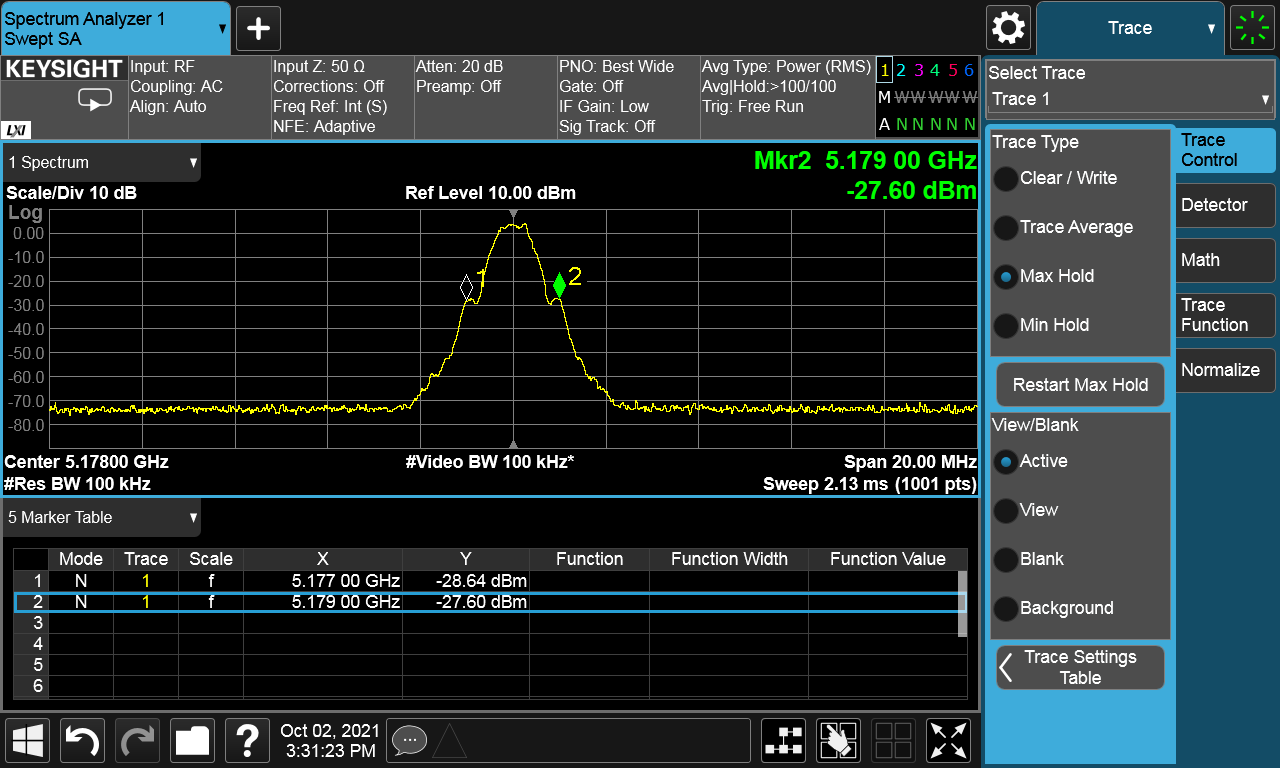 Spectrum Analyzer 1
Swept SA
Trace
KEYSIGHT
LXI
Input: RF
Coupling: AC
Align: Auto
Input Z: 50 Ω
Corrections: Off
Freq Ref: Int (S)
NFE: Adaptive
Atten: 20 dB
Preamp: Off
PNO: Best Wide
Gate: Off
IF Gain: Low
Sig Track: Off
Avg Type: Power (RMS)
Avg|Hold:>100/100
Trig: Free Run
1 2 3 4 5 6
M W W W W W
A N N N N N
Select Trace
Trace 1
1 Spectrum
Mkr2 5.179 00 GHz
-27.60 dBm
Scale/Div 10 dB
Ref Level 10.00 dBm
Log
0.00
-10.0
-20.0
-30.0
-40.0
-50.0
-60.0
-70.0
-80.0
1
2
Center 5.17800 GHz
#Video BW 100 kHz*
Span 20.00 MHz
#Res BW 100 kHz
Sweep 2.13 ms (1001 pts)
Trace Type
Clear / Write
Trace Average
Max Hold
Min Hold
Restart Max Hold
View/Blank
Active
View
Blank
Background
Trace Settings
Table
Trace
Control
Detector
Math
Trace
Function
Normalize
5 Marker Table
Mode Trace Scale X Y Function Function Width Function Value
1 N 1 f 5.177 00 GHz -28.64 dBm
2 N 1 f 5.179 00 GHz -27.60 dBm
3
4
5
6
?
Oct 02, 2021
3:31:23 PM